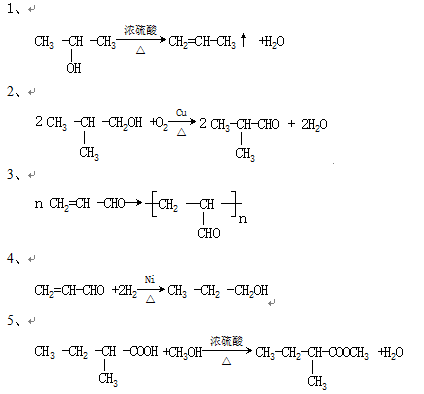 1、
浓硫酸
CH3 —CH —CH3 → CH2=CH—CH3↑ +H2O
△
OH
2、
Cu
2 CH3 —CH —CH2OH +O2 → 2 CH3—CH—CHO + 2H2O
△
CH3 CH3
3、
n CH2=CH —CHO → [CH2 —CH]n
CHO
4、
Ni
CH2=CH—CHO +2H2 → CH3 —CH2 —CH2OH
△
5、
浓硫酸
CH3 —CH2 —CH —COOH +CH3OH → CH3—CH2—CH—COOCH3 +H2O
△
CH3 CH3